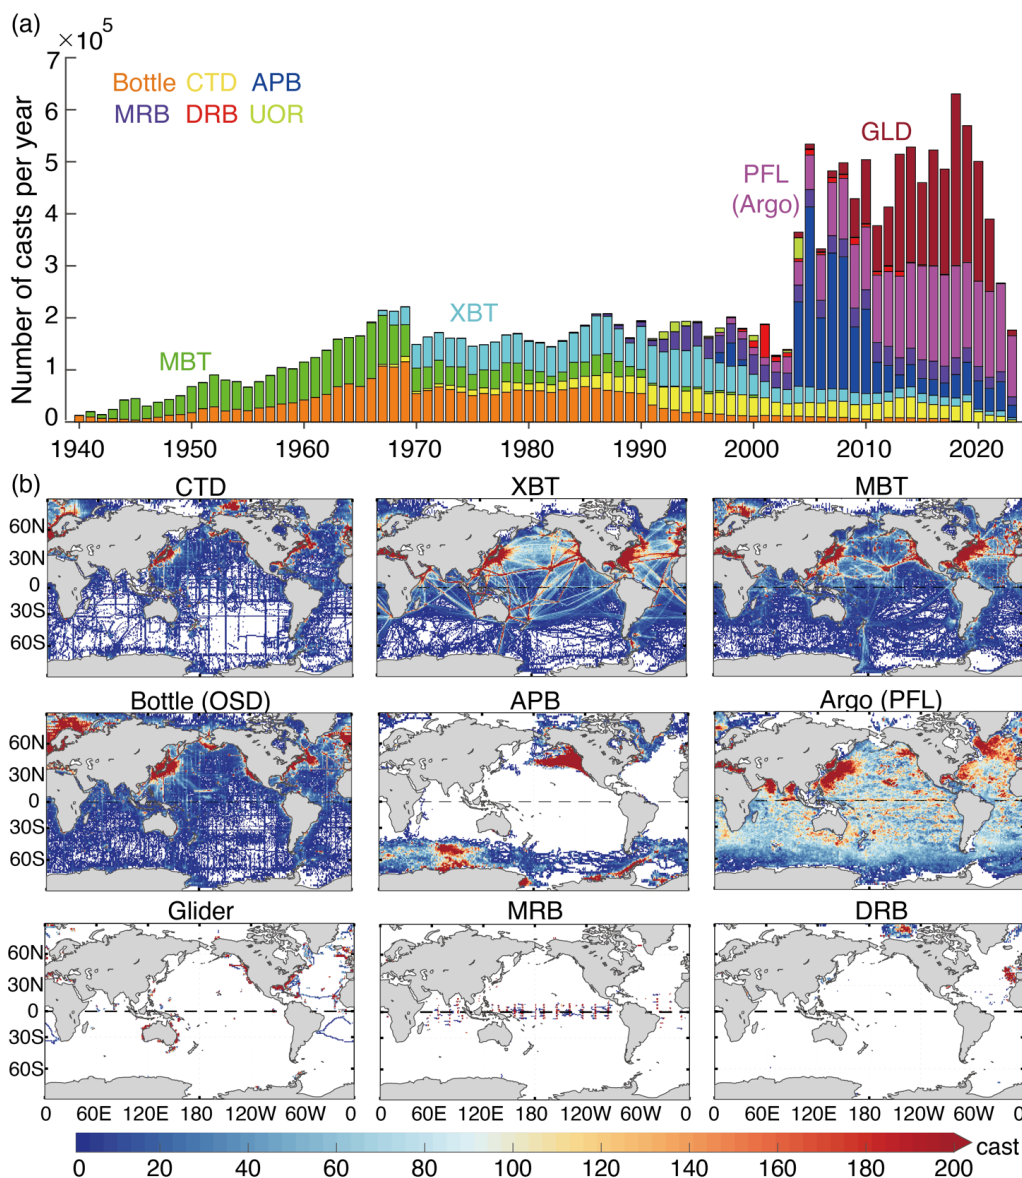 (a)
×10⁵
7
6
5
4
3
2
1
0
Number of casts per year
Bottle CTD APB
MRB DRB UOR
MBT
XBT
PFL
(Argo)
GLD
1940 1950 1960 1970 1980 1990 2000 2010 2020
(b)
CTD XBT MBT
60N
30N
0
30S
60S
Bottle (OSD) APB Argo (PFL)
60N
30N
0
30S
60S
Glider MRB DRB
60N
30N
0
30S
60S
0 60E 120E 180 120W 60W 0 60E 120E 180 120W 60W 0 60E 120E 180 120W 60W 0
0 20 40 60 80 100 120 140 160 180 200 cast